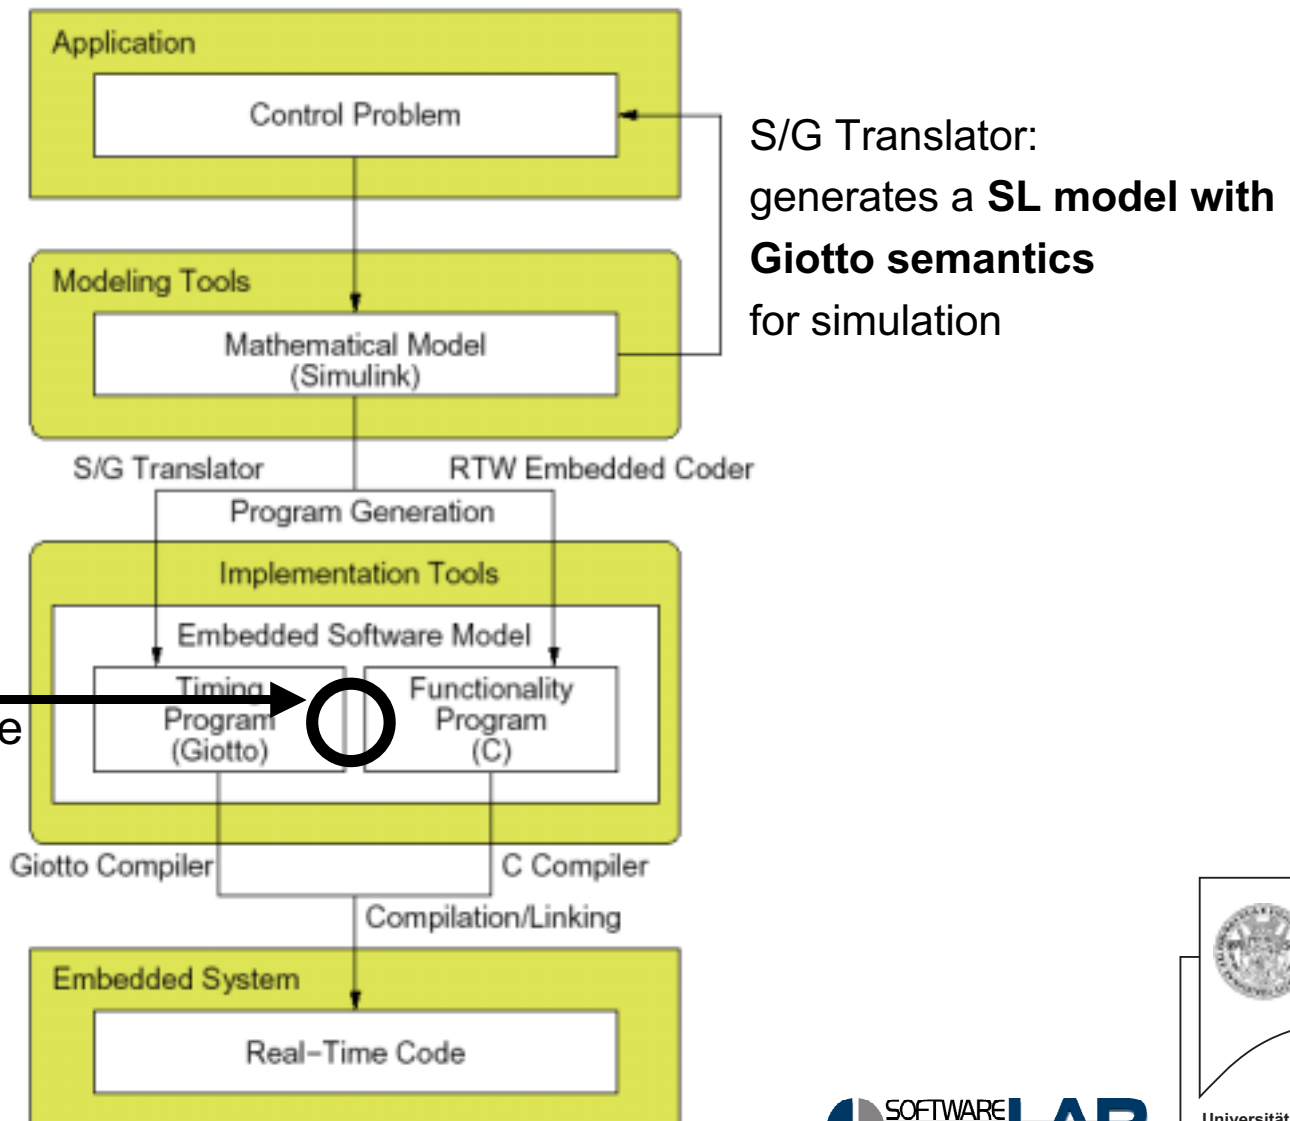 Application
Control Problem
S/G Translator:
generates a SL model with
Giotto semantics
for simulation
Modeling Tools
Mathematical Model
(Simulink)
S/G Translator
RTW Embedded Coder
Program Generation
Implementation Tools
Embedded Software Model
Timing
Program
(Giotto)
Functionality
Program
(C)
e
Giotto Compiler
C Compiler
Compilation/Linking
Embedded System
Real-Time Code
SOFTWARE
LAB
Universität